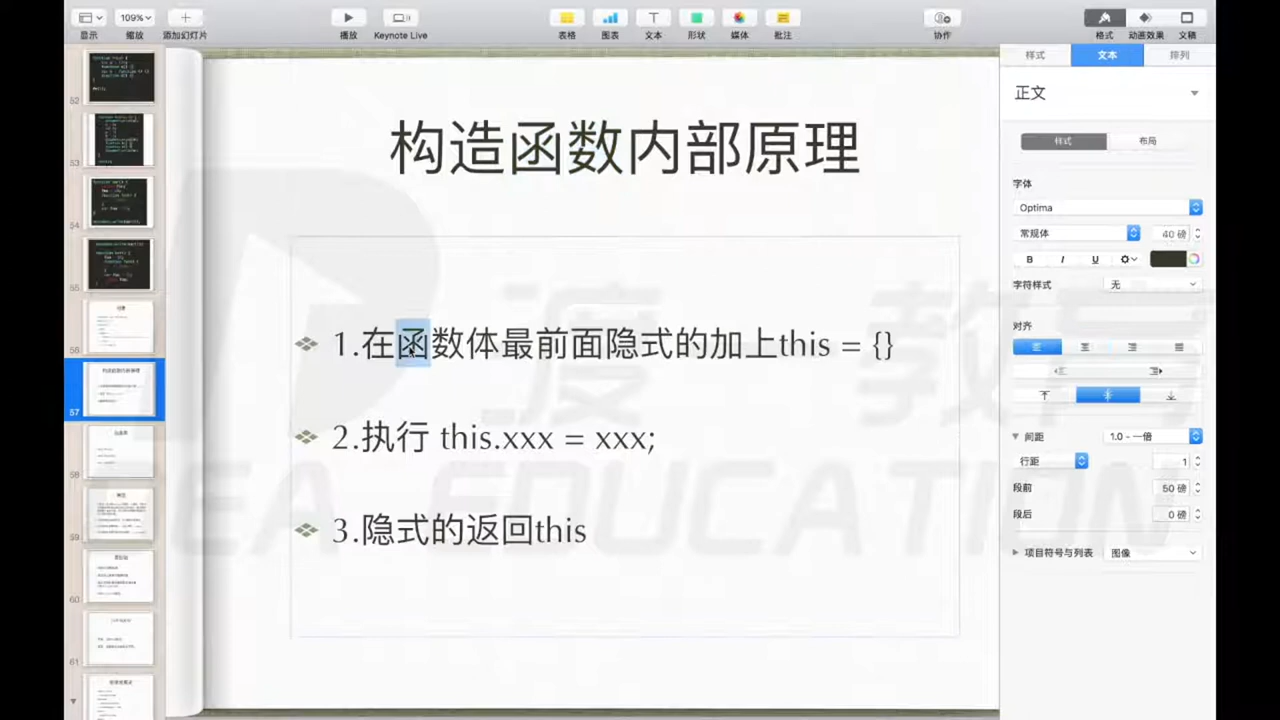 109%
显示
缩放
添加幻灯片
播放
Keynote Live
表格
图表
T
文本
形状
媒体
批注
协作
格式
动画效果
文稿
样式
文本
排列
正文
样式
布局
字体
Optima
常规体
40 磅
B
I
U
字符样式
无
对齐
间距
1.0 - 一倍
行距
1
段前
50 磅
段后
0 磅
项目符号与列表
图像
52
53
54
55
56
57
58
59
60
61
构造函数内部原理
1.在函数体最前面隐式的加上this = {}
2.执行 this.xxx = xxx;
3.隐式的返回this
EDUCATION